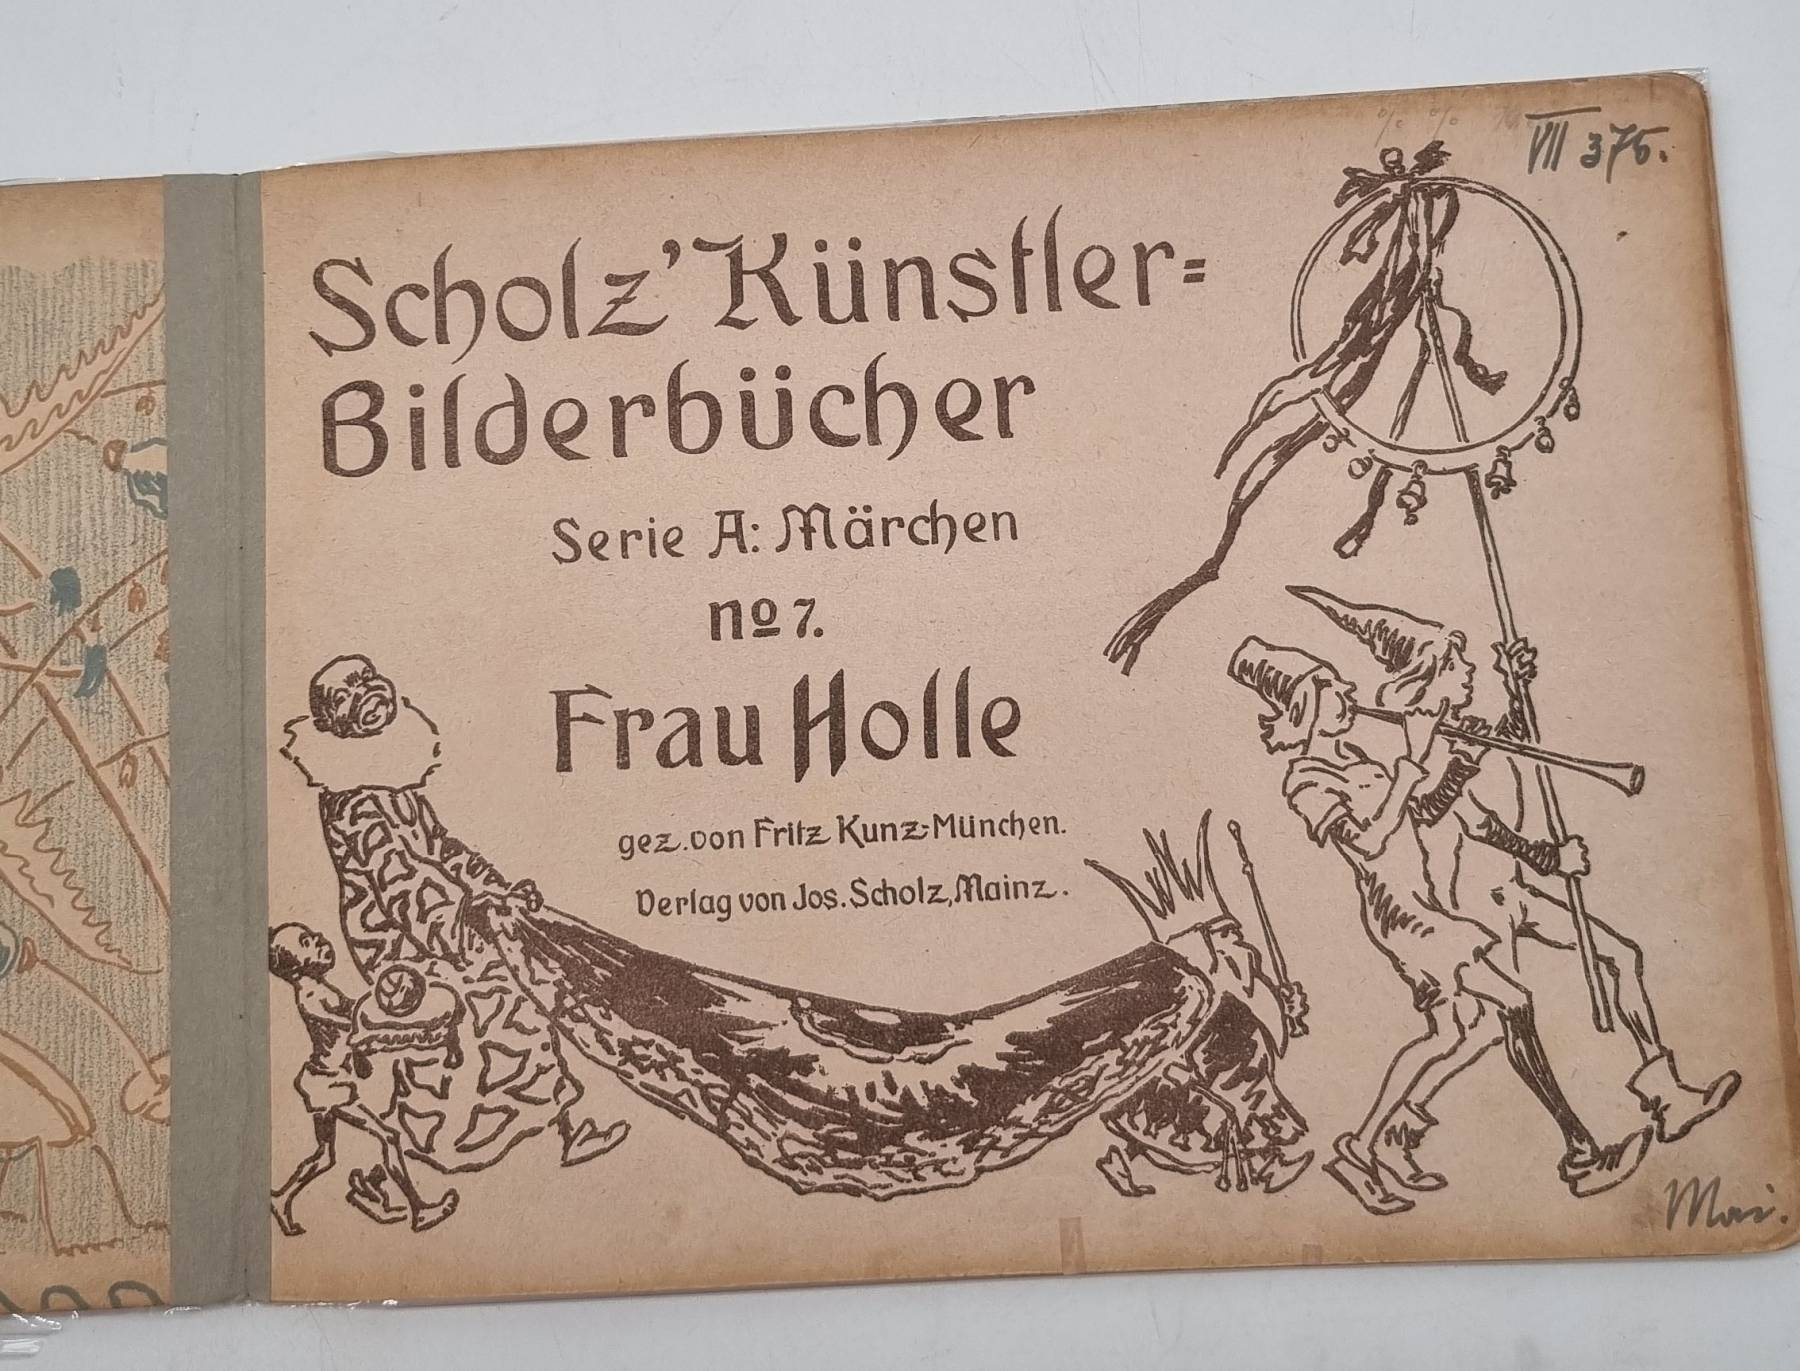 VII 375.
Scholz' Künstler=
Bilderbücher
Serie A: Märchen
No 7.
Frau Holle
gez. von Fritz Kunz-München.
Verlag von Jos. Scholz, Mainz.